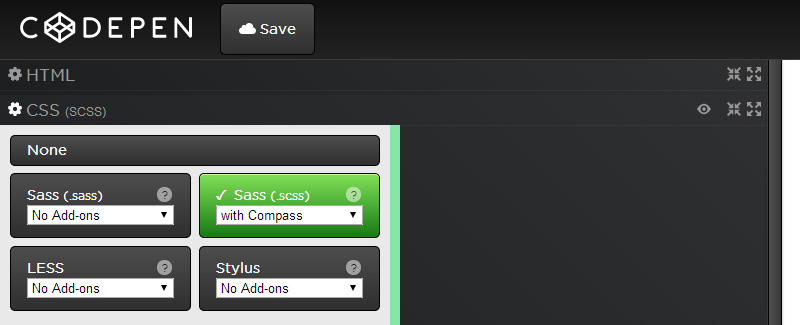 CODEPEN Save
HTML
CSS (SCSS)
None
Sass (.sass) ? ✓ Sass (.scss) ?
No Add-ons with Compass
LESS ? Stylus ?
No Add-ons No Add-ons